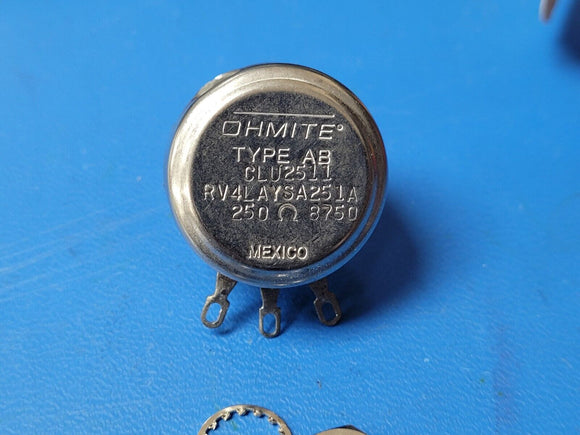 OHMITE®
TYPE AB
CLU2511
RV4LAYSA251A
250 Ω 8750
MEXICO